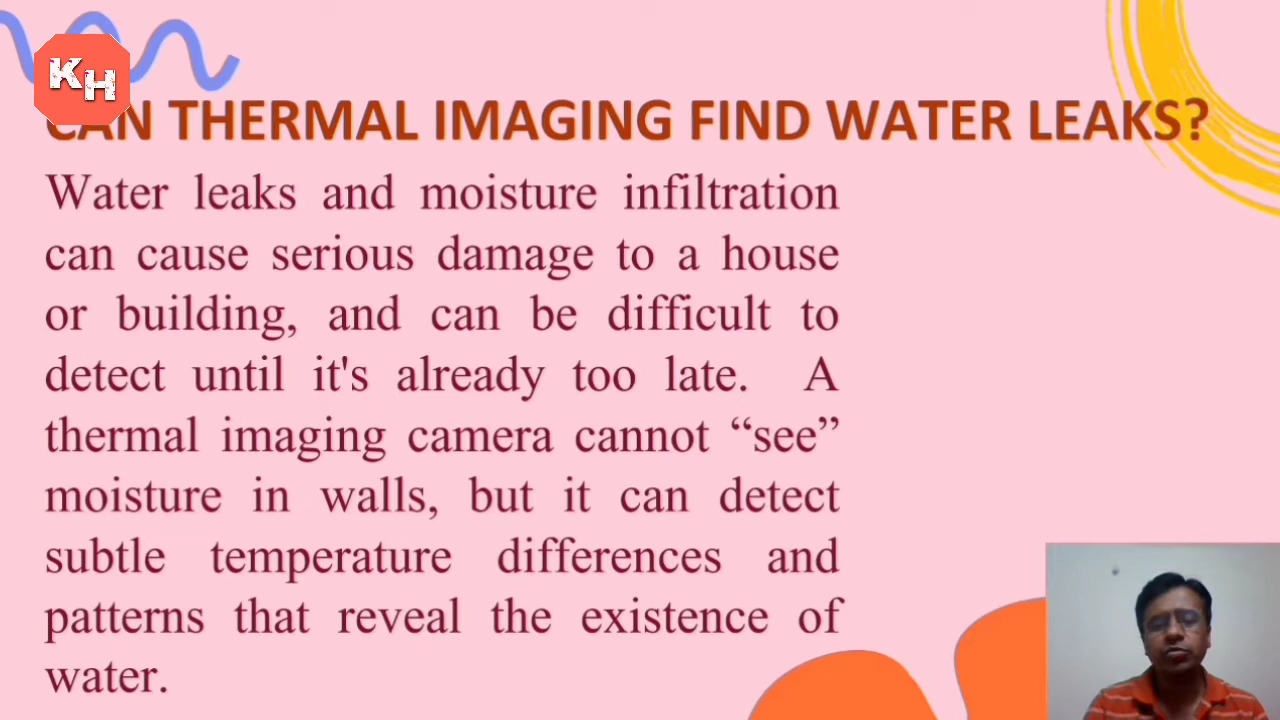 KH
CAN THERMAL IMAGING FIND WATER LEAKS?
Water leaks and moisture infiltration
can cause serious damage to a house
or building, and can be difficult to
detect until it's already too late. A
thermal imaging camera cannot “see”
moisture in walls, but it can detect
subtle temperature differences and
patterns that reveal the existence of
water.